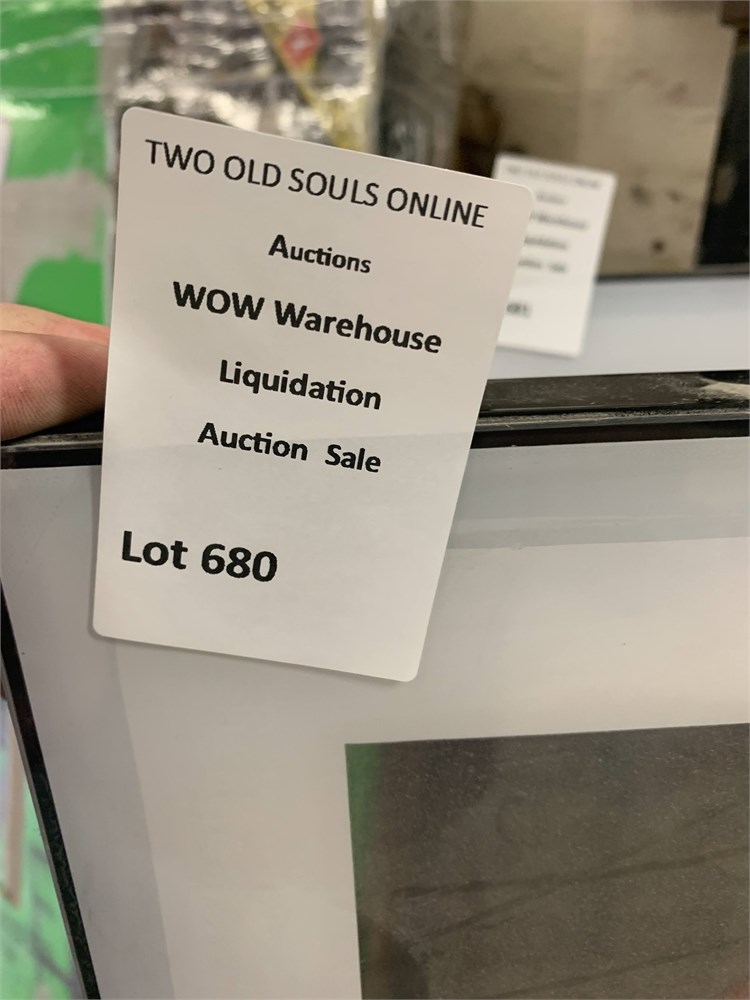 TWO OLD SOULS ONLINE
Auctions
WOW Warehouse
Liquidation
Auction Sale
Lot 680